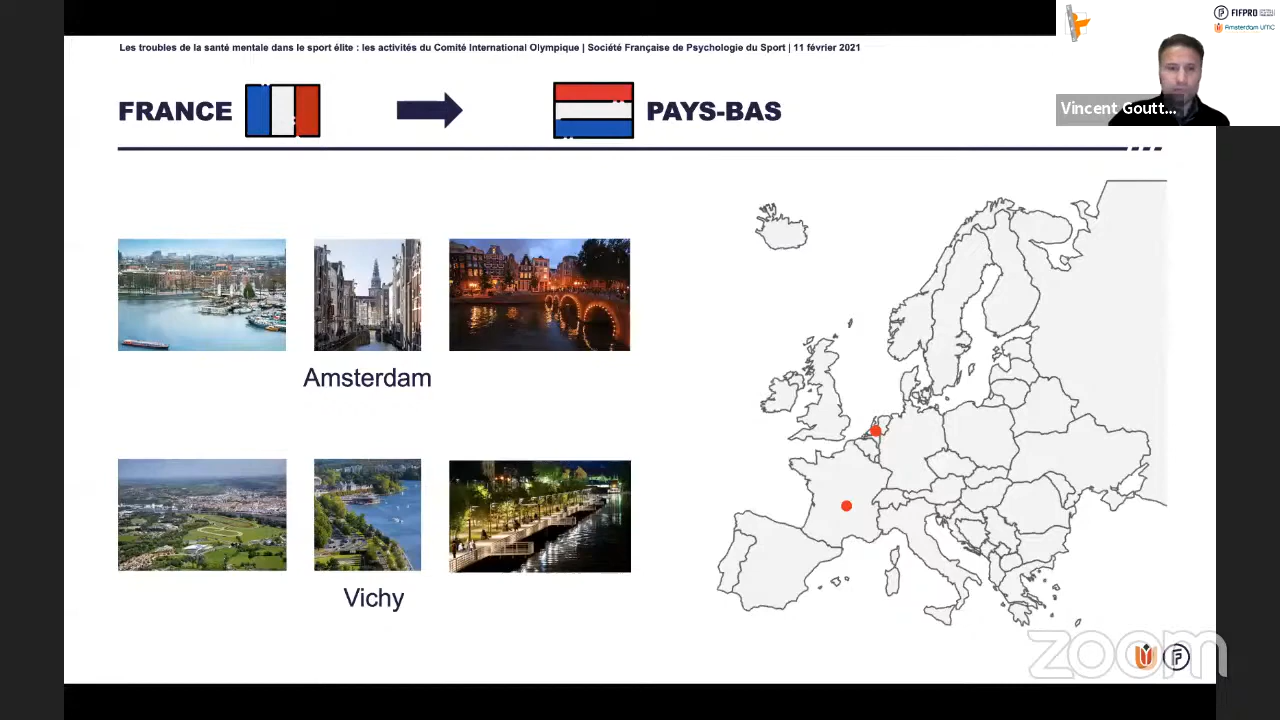 Les troubles de la santé mentale dans le sport élite : les activités du Comité International Olympique | Société Française de Psychologie du Sport | 11 février 2021
FIFPRO
Amsterdam UMC
Vincent Goutt...
FRANCE
PAYS-BAS
Amsterdam
Vichy
zoom